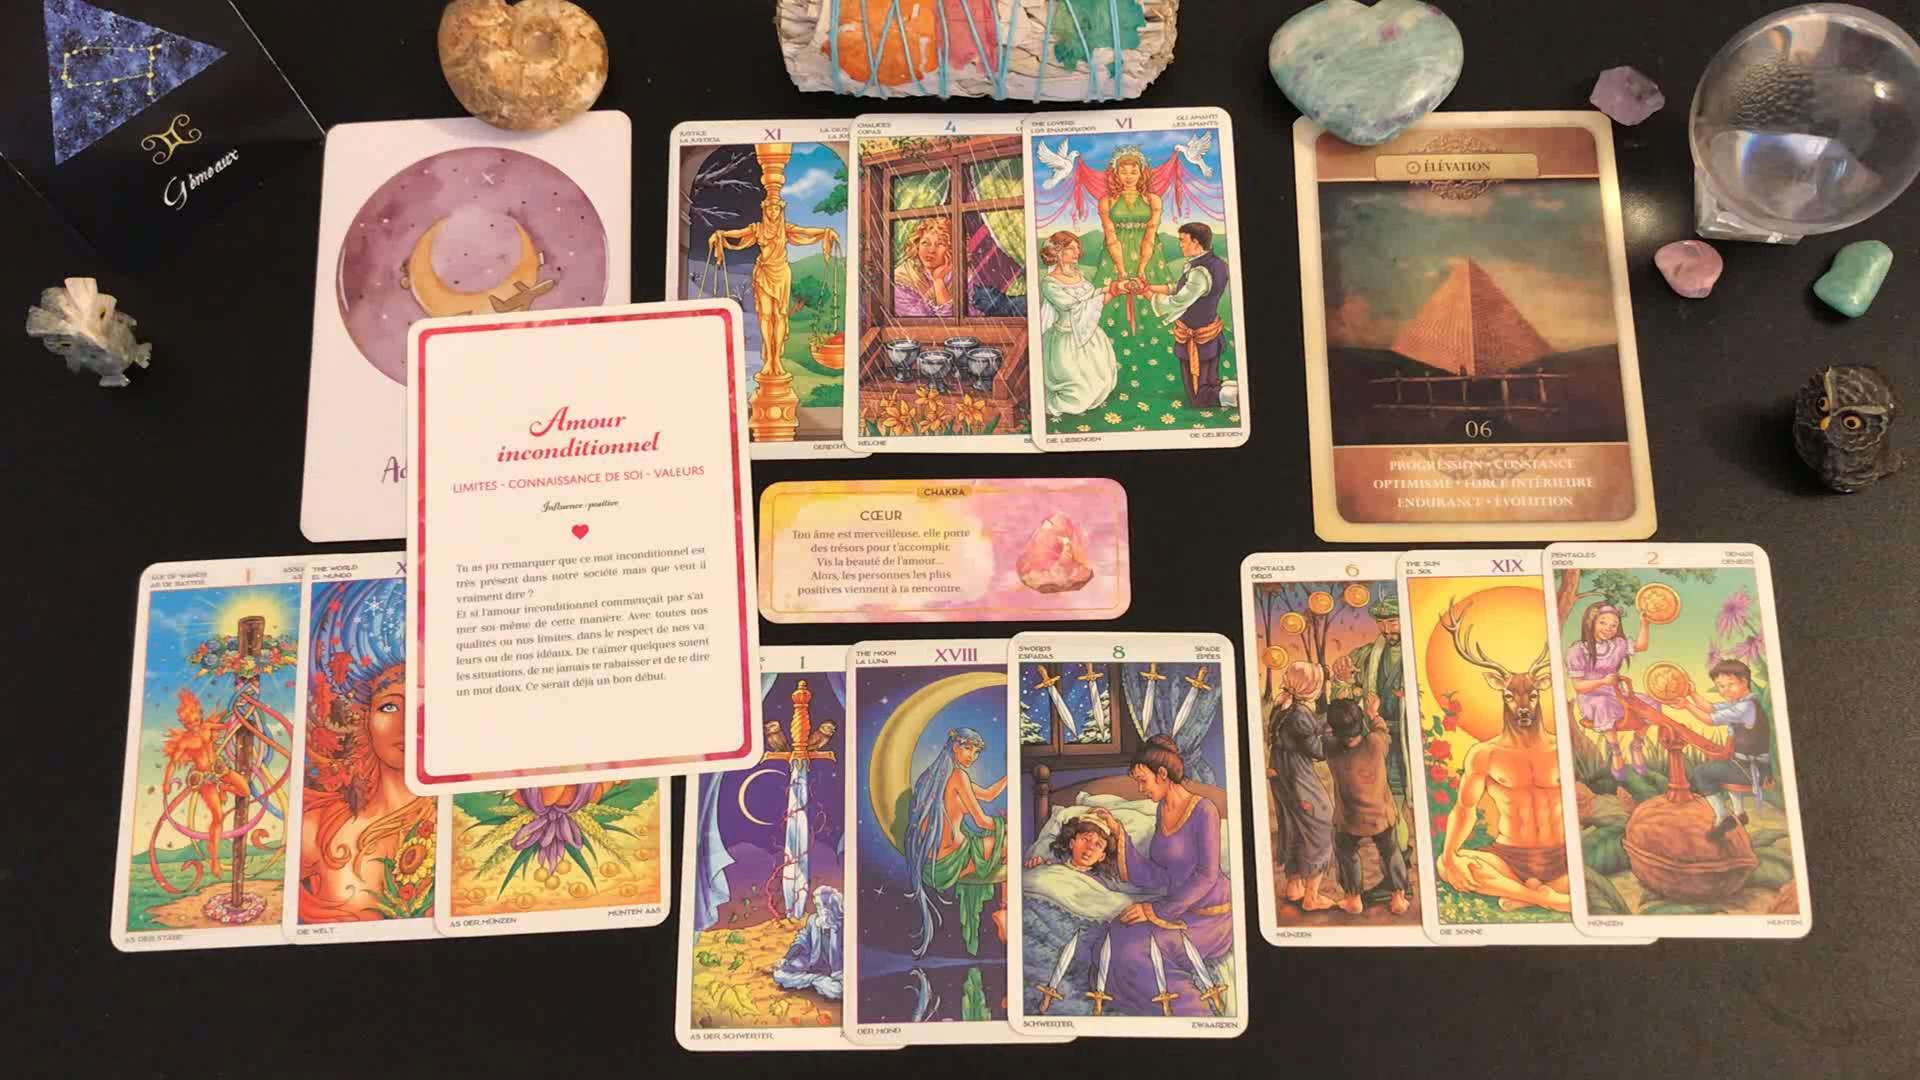 Gémeaux
JUSTICE
LA JUSTICIA
XI
CHALICES
COPAS
4
THE LOVERS
LOS ENAMORADOS
VI
GLI AMANTI
LES AMANTS
KELCHE
DIE LIEBENDEN
DE GELIEFDEN
ÉLÉVATION
06
PROGRESSION • CONSTANCE
OPTIMISME • FORCE INTÉRIEURE
ENDURANCE • ÉVOLUTION
Amour
inconditionnel
LIMITES - CONNAISSANCE DE SOI - VALEURS
Influence positive
Tu as pu remarquer que ce mot inconditionnel est
très présent dans notre société mais que veut il
vraiment dire ?
Et si l'amour inconditionnel commençait par s'ai
mer soi-même de cette manière. Avec toutes nos
qualités ou nos limites, dans le respect de nos va
leurs ou de nos idéaux. De t'aimer quelques soient
les situations, de ne jamais te rabaisser et de te dire
un mot doux. Ce serait déjà un bon début.
CHAKRA
CŒUR
Ton âme est merveilleuse, elle porte
des trésors pour t'accomplir.
Vis la beauté de l'amour...
Alors, les personnes les plus
positives viennent à ta rencontre.
ACE OF WANDS
AS DE BASTOS
I
AS DER STÄBE
THE WORLD
EL MUNDO
DIE WELT
AS DER MÜNZEN
MUNTEN AAS
I
AS DER SCHWERTER
THE MOON
LA LUNA
XVIII
DER MOND
SWORDS
ESPADAS
8
SPADE
ÉPÉES
SCHWERTER
ZWAARDEN
PENTACLES
OROS
6
MÜNZEN
THE SUN
EL SOL
XIX
DIE SONNE
PENTACLES
OROS
2
DENARI
DENIERS
MÜNZEN
MUNTEN